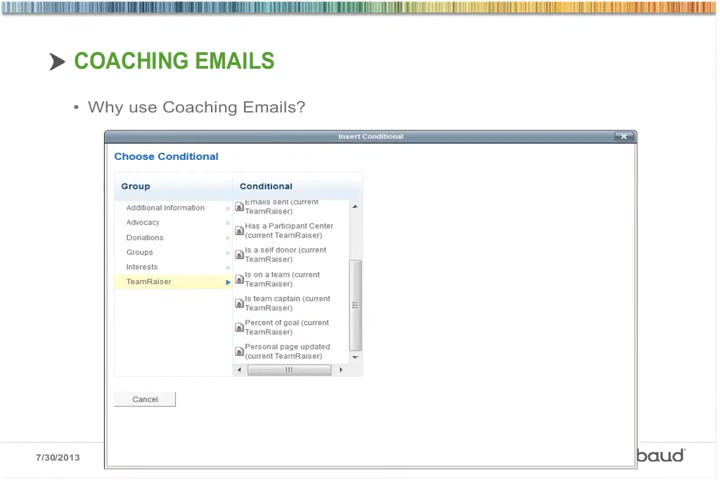 COACHING EMAILS
• Why use Coaching Emails?
Insert Conditional
Choose Conditional
Group
Conditional
Additional Information
Advocacy
Donations
Groups
Interests
TeamRaiser
Emails sent (current
TeamRaiser)
Has a Participant Center
(current TeamRaiser)
Is a self donor (current
TeamRaiser)
Is on a team (current
TeamRaiser)
Is team captain (current
TeamRaiser)
Percent of goal (current
TeamRaiser)
Personal page updated
(current TeamRaiser)
Cancel
7/30/2013
baud